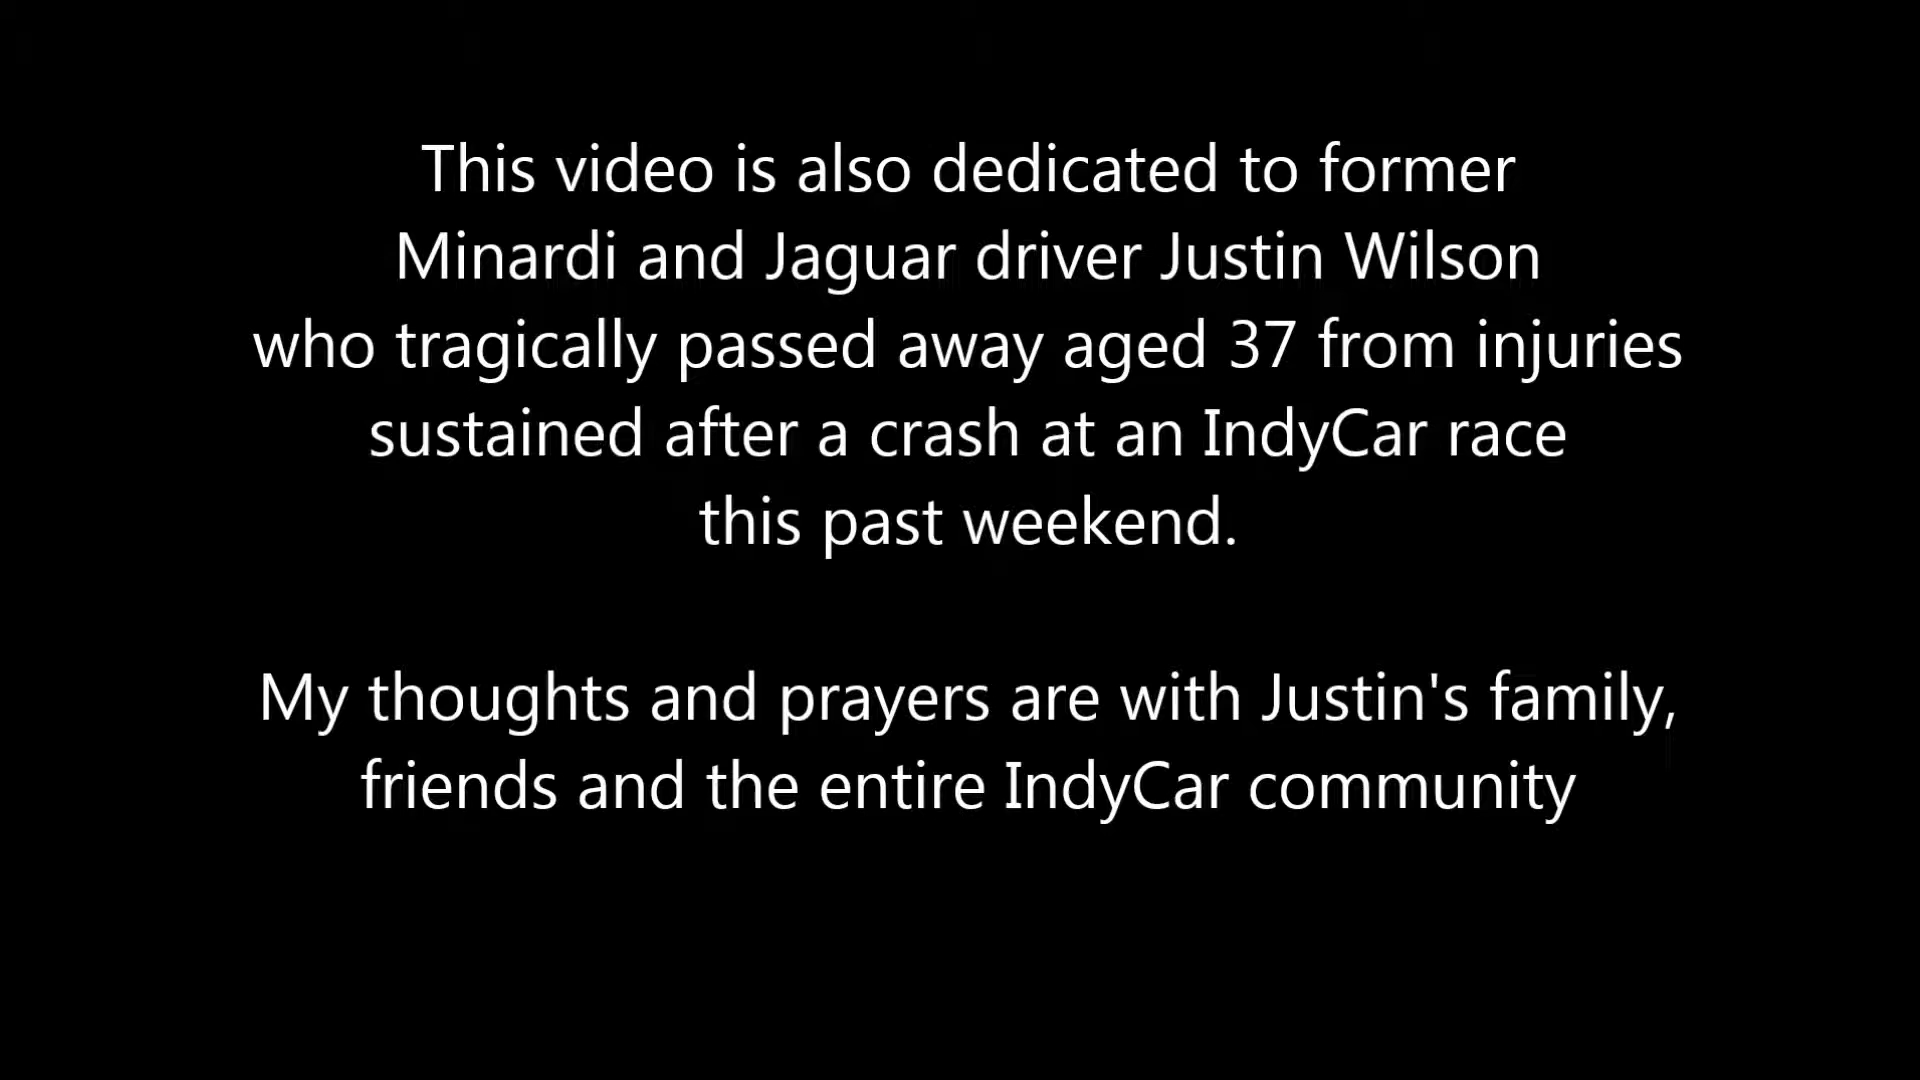 This video is also dedicated to former
Minardi and Jaguar driver Justin Wilson
who tragically passed away aged 37 from injuries
sustained after a crash at an IndyCar race
this past weekend.
My thoughts and prayers are with Justin's family,
friends and the entire IndyCar community